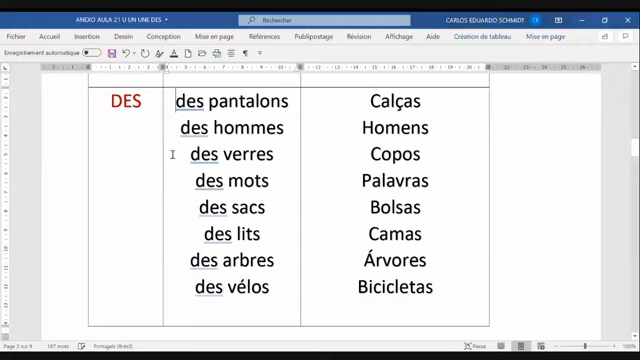 ANEXO AULA 21 U UN UNE DES
Rechercher
CARLOS EDUARDO SCHMIDT
Fichier Accueil Insertion Dessin Conception Mise en page Références Publipostage Révision Affichage Aide Création de tableau Mise en page
Enregistrement automatique
DES des pantalons Calças
des hommes Homens
des verres Copos
des mots Palavras
des sacs Bolsas
des lits Camas
des arbres Árvores
des vélos Bicicletas
Page 3 sur 9 187 mots Portugais (Brésil) Focus 100%